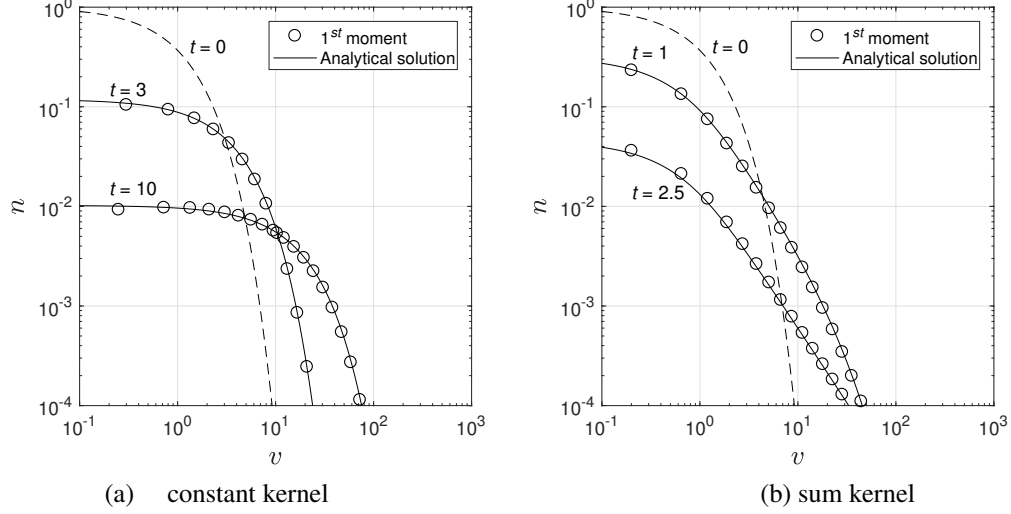 10^0
10^-1
10^-2
10^-3
10^-4
n
t = 0
t = 3
t = 10
○ 1^st moment
— Analytical solution
10^-1 10^0 10^1 10^2 10^3
v
(a) constant kernel
10^0
10^-1
10^-2
10^-3
10^-4
n
t = 0
t = 1
t = 2.5
○ 1^st moment
— Analytical solution
10^-1 10^0 10^1 10^2 10^3
v
(b) sum kernel